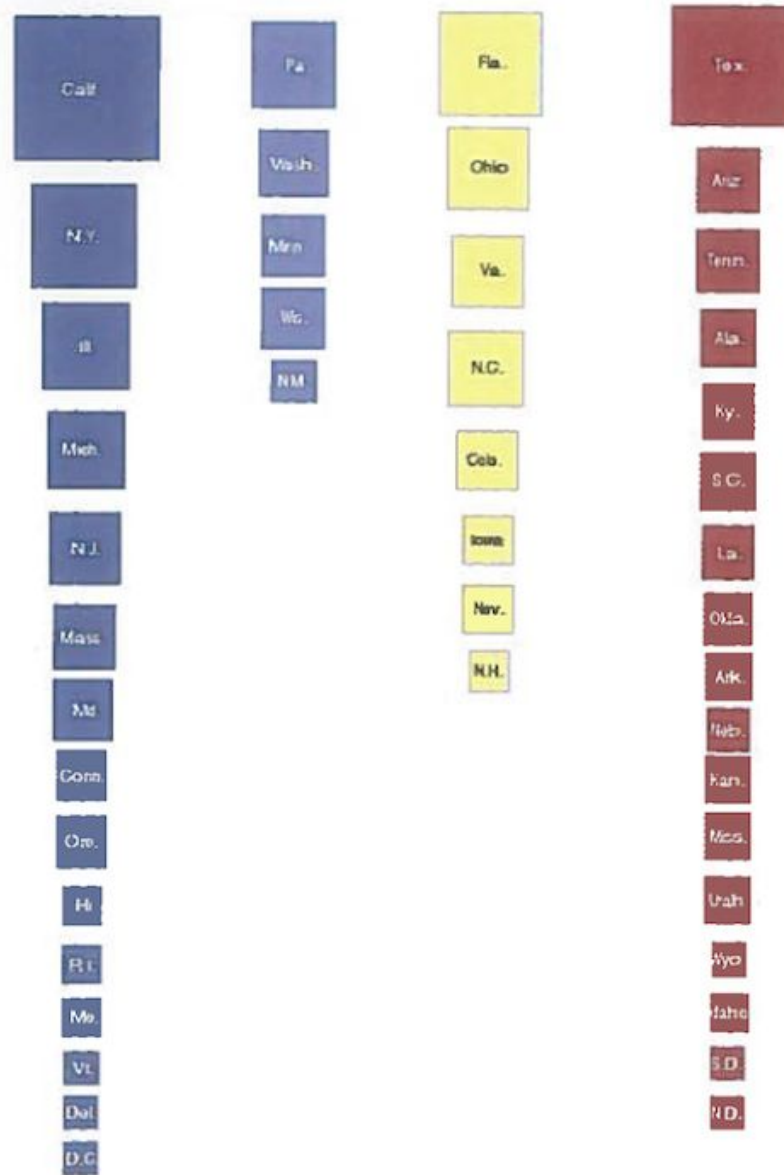 Calif
N.Y.
Ill
Mich.
N.J.
Mass
Md
Conn.
Ore.
Hi
R.I.
Me.
Vt.
Del
D.C
Pa
Wash.
Minn
Wis.
N.M
Fla.
Ohio
Va.
N.C.
Colo.
Iowa
Nev.
N.H.
Tex.
Ariz
Tenn.
Ala.
Ky.
S.C.
La.
Okla.
Ark.
Nebr.
Kan.
Miss.
Utah
Wyo
Idaho
S.D.
N.D.